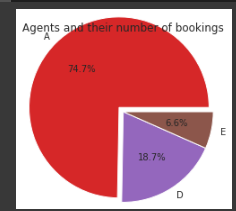 Agents and their number of bookings
A
74.7%
6.6%
E
18.7%
D